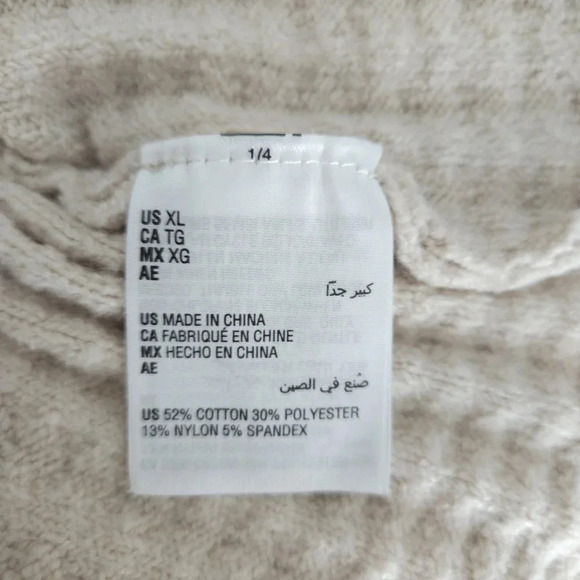 1/4
US XL
CA TG
MX XG
AE
كبير جدًا
US MADE IN CHINA
CA FABRIQUÉ EN CHINE
MX HECHO EN CHINA
AE
صُنع في الصين
US 52% COTTON 30% POLYESTER
13% NYLON 5% SPANDEX